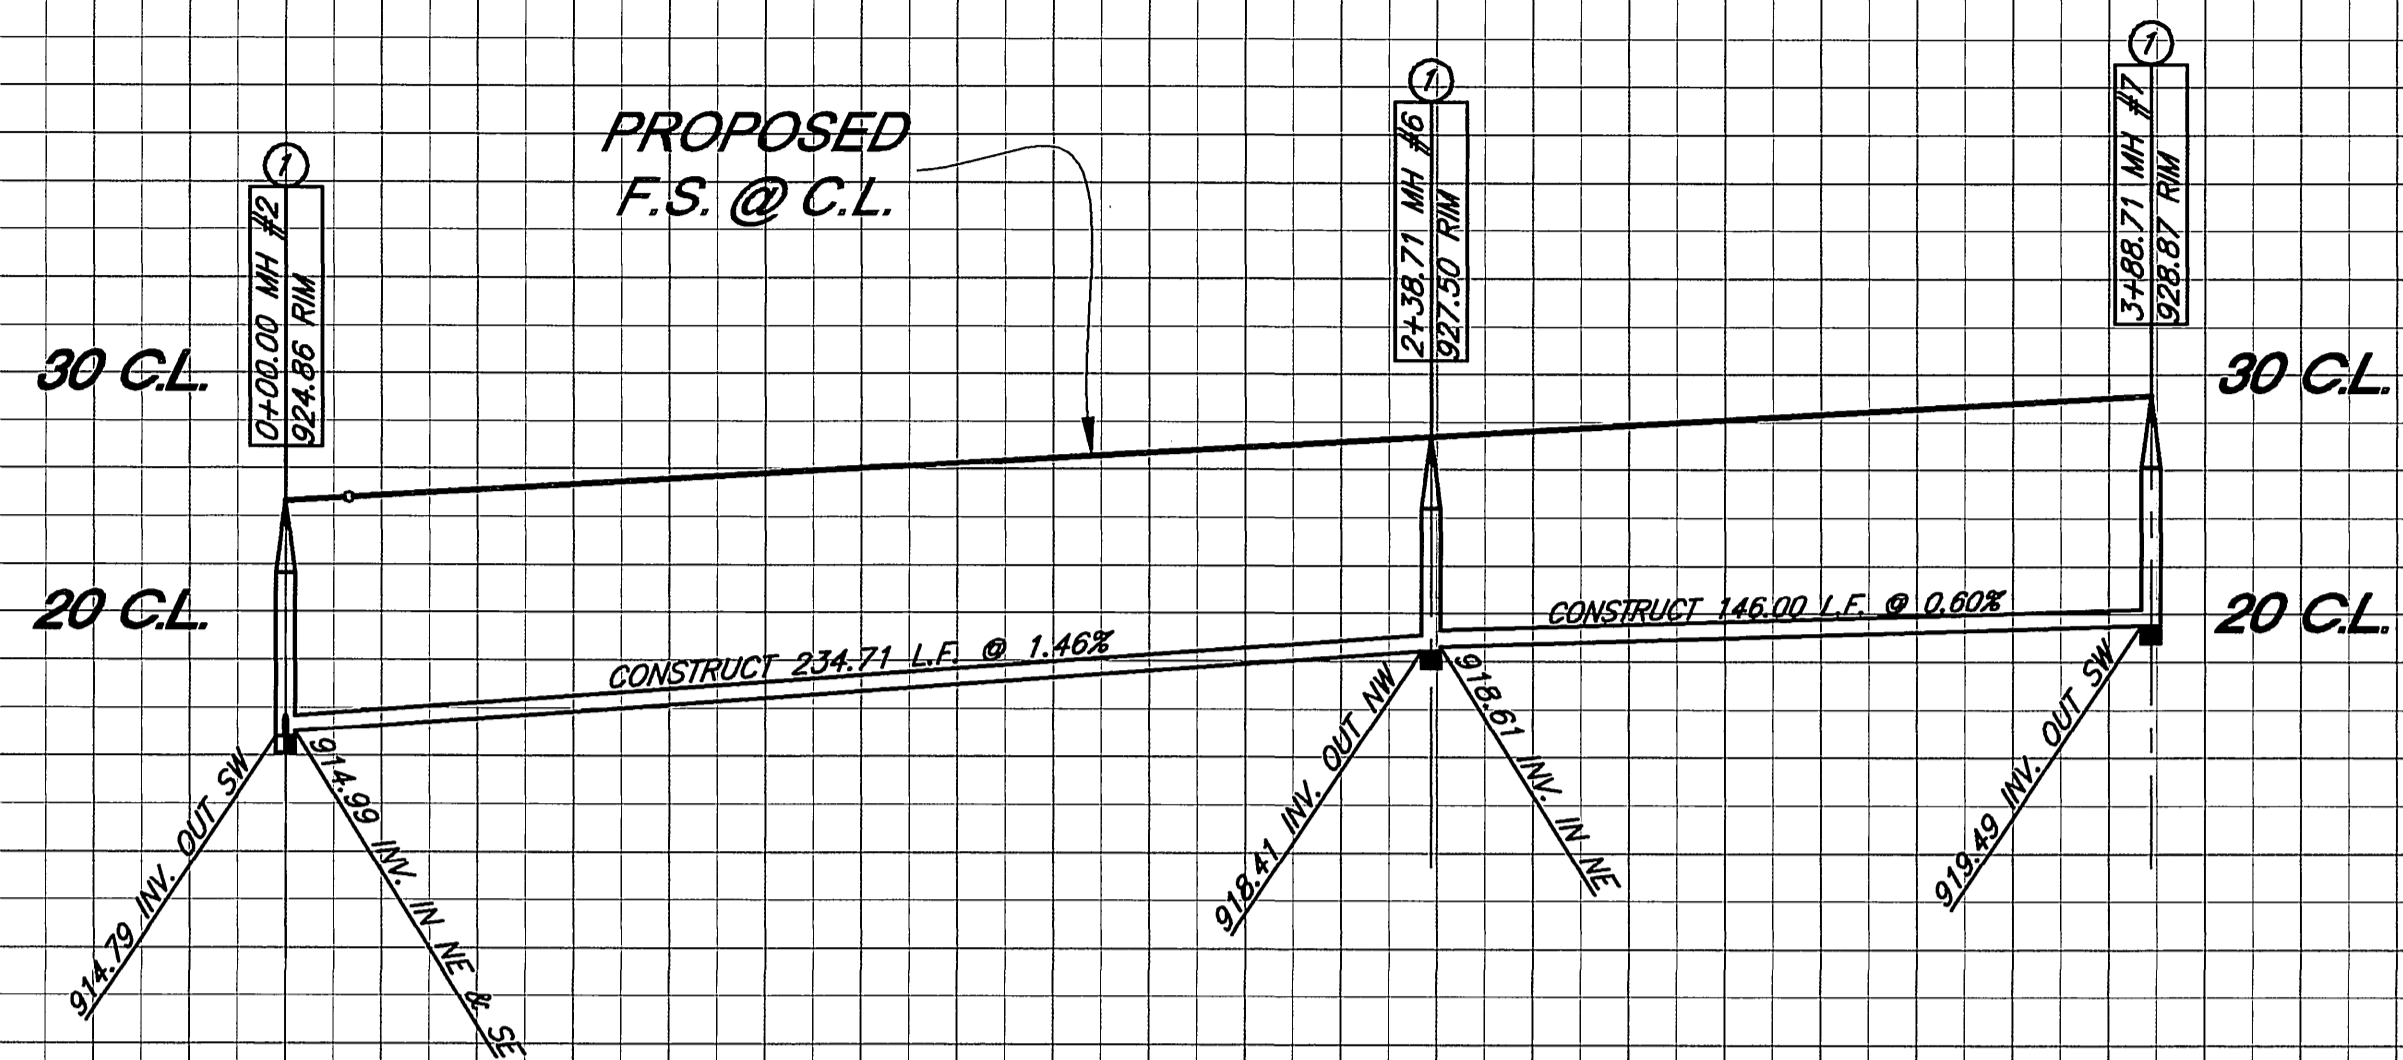 1
0+00.00 MH #2
924.86 RIM
PROPOSED
F.S. @ C.L.
1
2+38.71 MH #6
927.50 RIM
1
3+88.71 MH #7
928.87 RIM
30 C.L.
30 C.L.
20 C.L.
20 C.L.
CONSTRUCT 234.71 L.F. @ 1.46%
CONSTRUCT 146.00 L.F. @ 0.60%
914.79 INV. OUT SW
914.99 INV. IN NE & SE
918.41 INV. OUT NW
918.61 INV. IN NE
919.49 INV. OUT SW